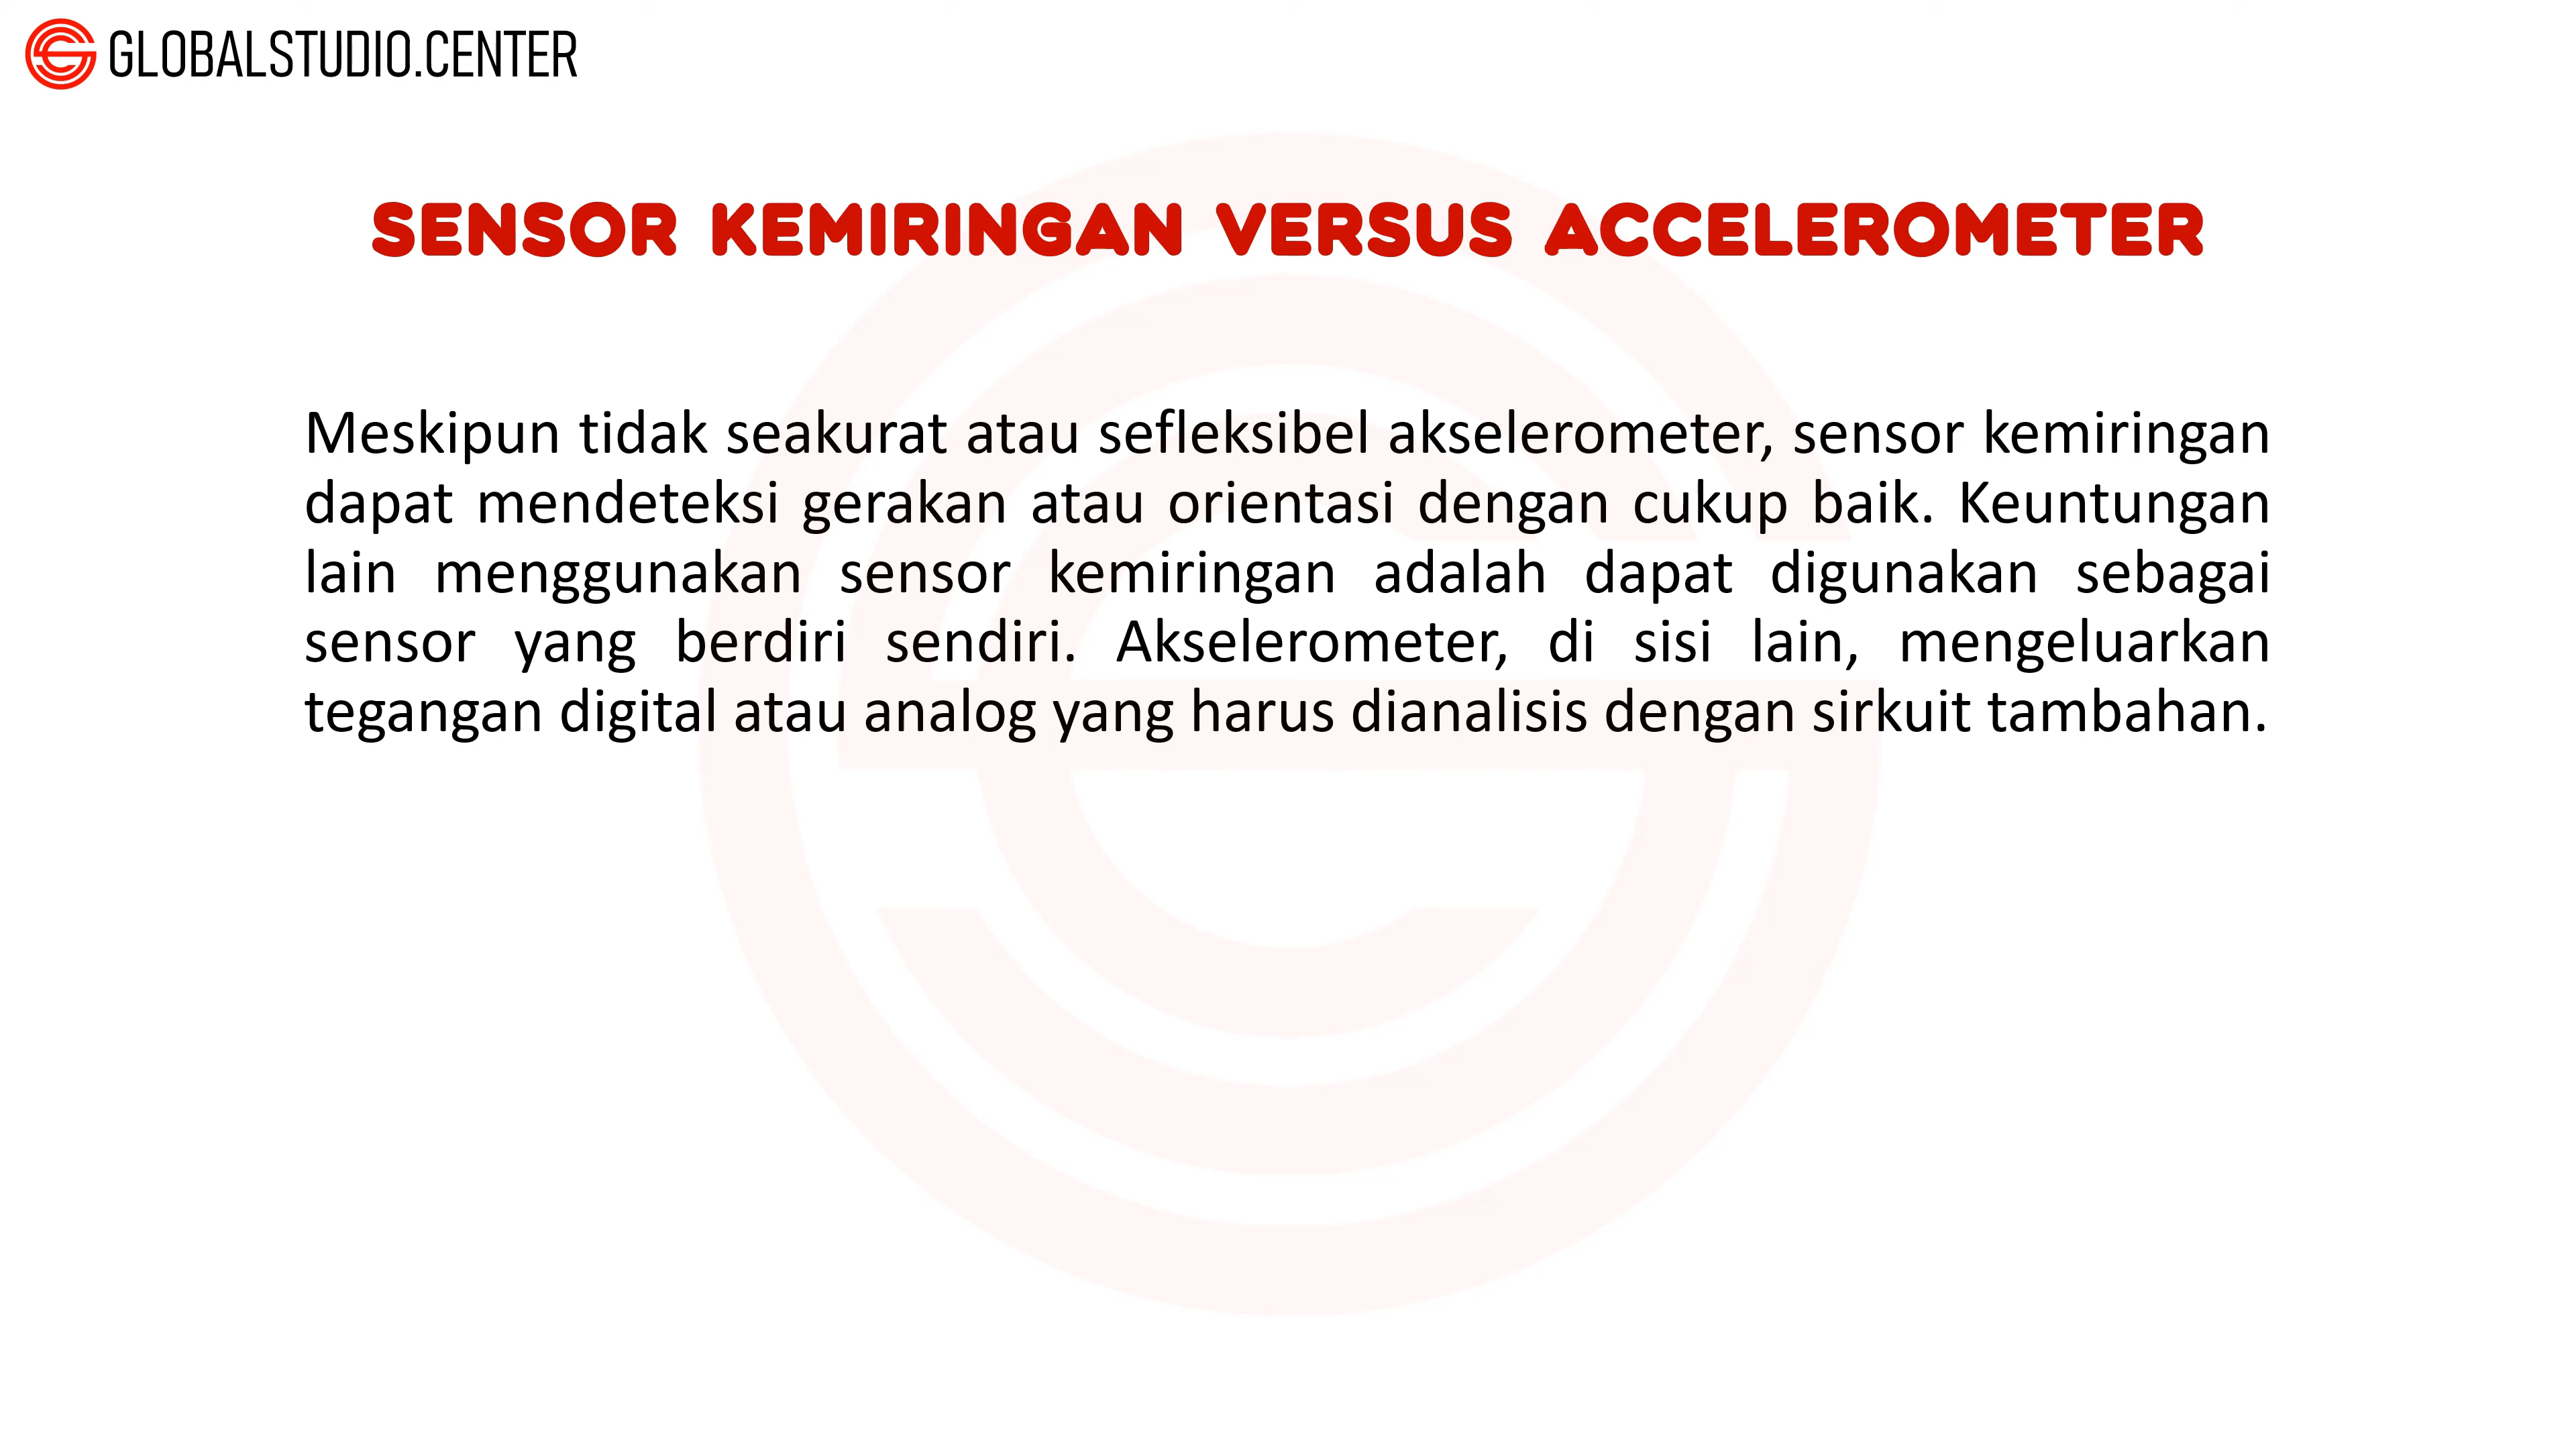 GLOBALSTUDIO.CENTER
SENSOR KEMIRINGAN VERSUS ACCELEROMETER
Meskipun tidak seakurat atau sefleksibel akselerometer, sensor kemiringan
dapat mendeteksi gerakan atau orientasi dengan cukup baik. Keuntungan
lain menggunakan sensor kemiringan adalah dapat digunakan sebagai
sensor yang berdiri sendiri. Akselerometer, di sisi lain, mengeluarkan
tegangan digital atau analog yang harus dianalisis dengan sirkuit tambahan.